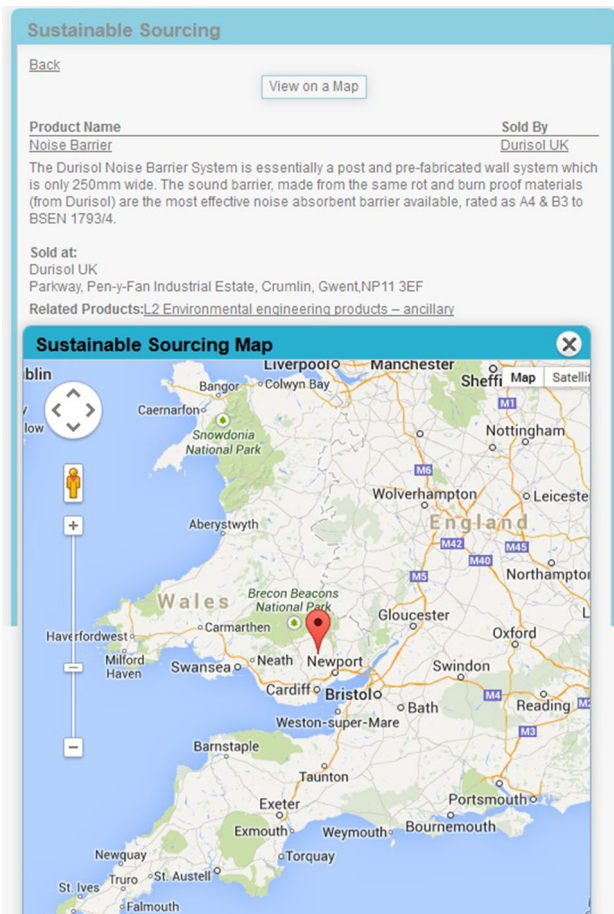 Sustainable Sourcing
Back
View on a Map
Product Name Sold By
Noise Barrier Durisol UK
The Durisol Noise Barrier System is essentially a post and pre-fabricated wall system which
is only 250mm wide. The sound barrier, made from the same rot and burn proof materials
(from Durisol) are the most effective noise absorbent barrier available, rated as A4 & B3 to
BSEN 1793/4.
Sold at:
Durisol UK
Parkway, Pen-y-Fan Industrial Estate, Crumlin, Gwent,NP11 3EF
Related Products:L2 Environmental engineering products – ancillary
Sustainable Sourcing Map
blin
Liverpool
Manchester
Sheffi
Map
Satellit
Bangor
Colwyn Bay
M1
Caernarfon
low
Snowdonia
National Park
Nottingham
M6
Wolverhampton
Leiceste
Aberystwyth
England
M42
M45
M40
M5
Northampton
Brecon Beacons
National Park
Wales
Gloucester
Carmarthen
Haverfordwest
Oxford
Milford
Haven
Swansea
Neath
Newport
Swindon
Cardiff
Bristol
Bath
M4
Reading
M3
Weston-super-Mare
Barnstaple
Taunton
Exeter
Portsmouth
Exmouth
Weymouth
Bournemouth
Newquay
Torquay
St. Ives
Truro
St. Austell
Falmouth